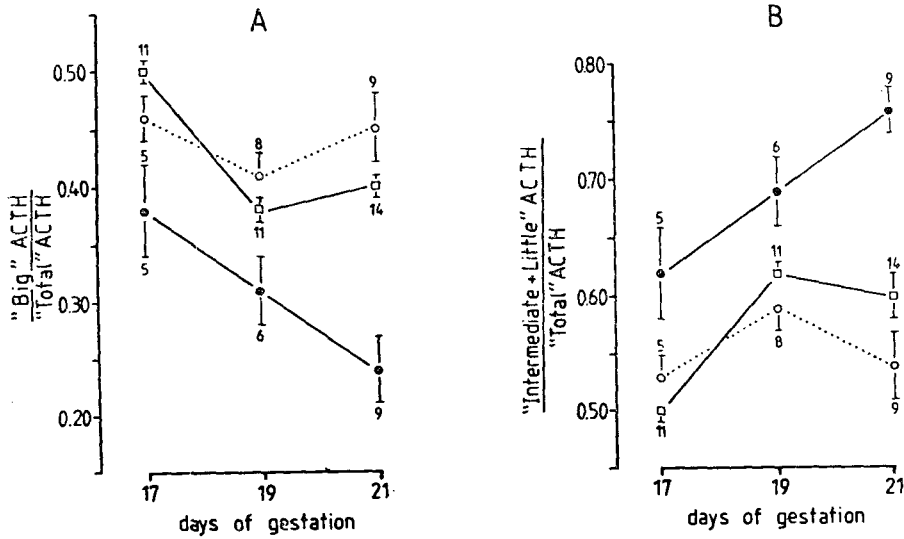 A
"Big" ACTH
"Total" ACTH
0.50
0.40
0.30
0.20
11
5
5
8
11
6
9
14
9
17 19 21
days of gestation
B
"Intermediate + Little" ACTH
"Total" ACTH
0.80
0.70
0.60
0.50
5
5
11
6
11
8
9
14
9
17 19 21
days of gestation